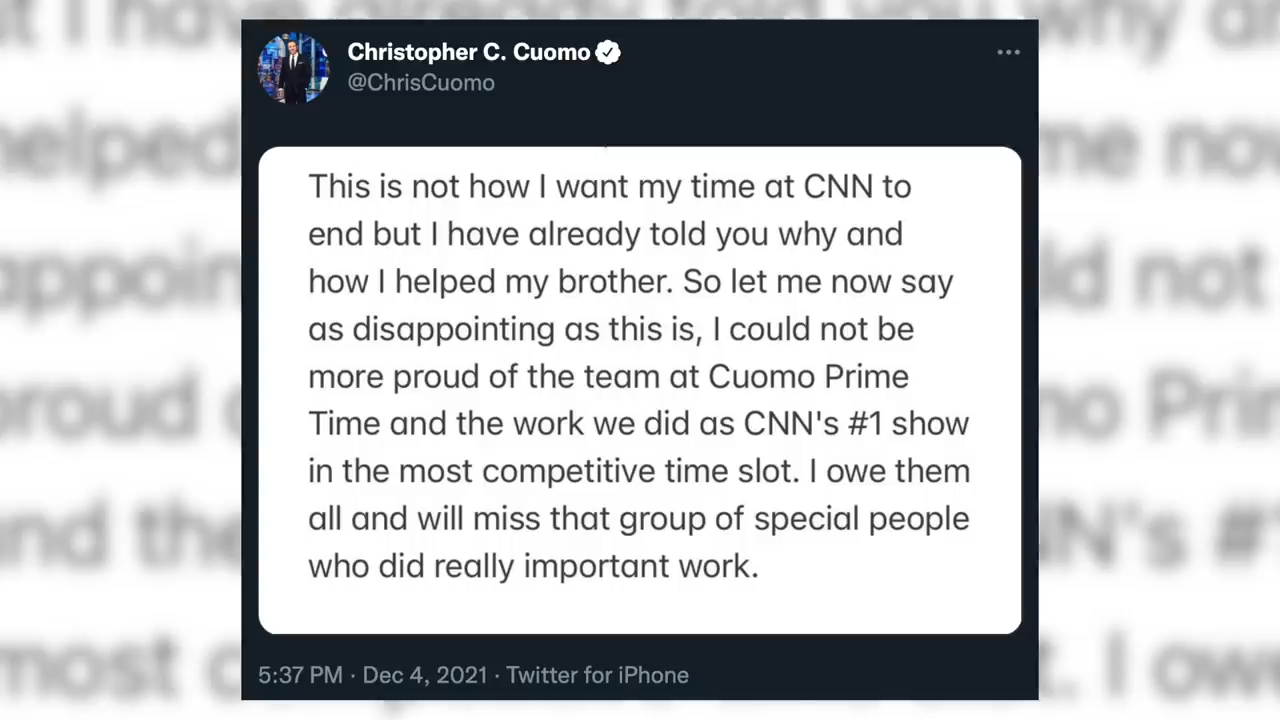 Christopher C. Cuomo
@ChrisCuomo
This is not how I want my time at CNN to
end but I have already told you why and
how I helped my brother. So let me now say
as disappointing as this is, I could not be
more proud of the team at Cuomo Prime
Time and the work we did as CNN's #1 show
in the most competitive time slot. I owe them
all and will miss that group of special people
who did really important work.
5:37 PM · Dec 4, 2021 · Twitter for iPhone